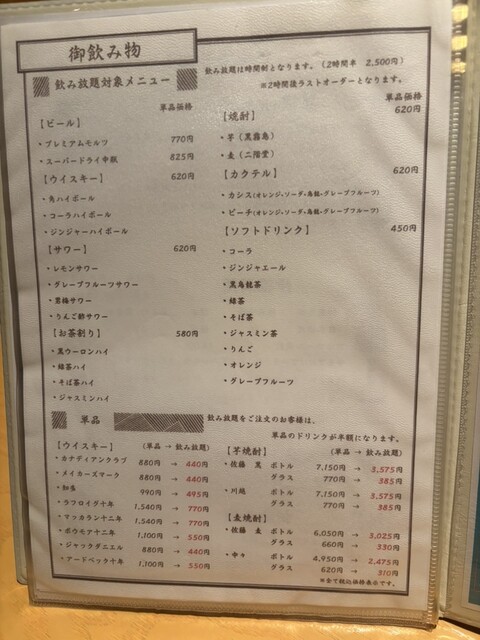 御飲み物
飲み放題対象メニュー
飲み放題は時間制となります。(2時間半 2,500円)
※2時間後ラストオーダーとなります。
単品価格
【ビール】
・プレミアムモルツ 770円
・スーパードライ中瓶 825円
【ウイスキー】 620円
・角ハイボール
・コーラハイボール
・ジンジャーハイボール
【サワー】 620円
・レモンサワー
・グレープフルーツサワー
・黒梅サワー
・りんご酢サワー
【お茶割り】 580円
・黒ウーロンハイ
・緑茶ハイ
・そば茶ハイ
・ジャスミンハイ
単品価格
【焼酎】 620円
・芋(黒霧島)
・麦(二階堂)
【カクテル】 620円
・カシス(オレンジ・ソーダ・烏龍・グレープフルーツ)
・ピーチ(オレンジ・ソーダ・烏龍・グレープフルーツ)
【ソフトドリンク】 450円
・コーラ
・ジンジャエール
・黒烏龍茶
・緑茶
・そば茶
・ジャスミン茶
・りんご
・オレンジ
・グレープフルーツ
単品
飲み放題をご注文のお客様は、
単品のドリンクが半額になります。
【ウイスキー】 (単品 → 飲み放題)
・カナディアンクラブ 880円 → 440円
・メイカーズマーク 880円 → 440円
・知多 990円 → 495円
・ラフロイグ十年 1,540円 → 770円
・マッカラン十二年 1,540円 → 770円
・ボウモア十二年 1,100円 → 550円
・ジャックダニエル 880円 → 440円
・アードベック十年 1,100円 → 550円
【芋焼酎】 (単品 → 飲み放題)
・佐藤 黒 ボトル 7,150円 → 3,575円
グラス 770円 → 385円
・川越 ボトル 7,150円 → 3,575円
グラス 770円 → 385円
【麦焼酎】
・佐藤 麦 ボトル 6,050円 → 3,025円
グラス 660円 → 330円
・中々 ボトル 4,950円 → 2,475円
グラス 620円 → 310円
※全て税込価格表示です。